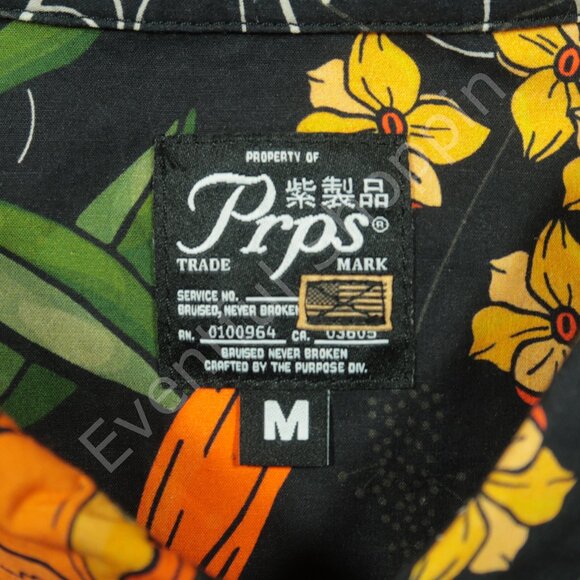 PROPERTY OF
紫製品
Prps®
TRADE MARK
SERVICE NO.
BRUISED, NEVER BROKEN
RN. 0100964 CA. 03605
BRUISED NEVER BROKEN
CRAFTED BY THE PURPOSE DIV.
M